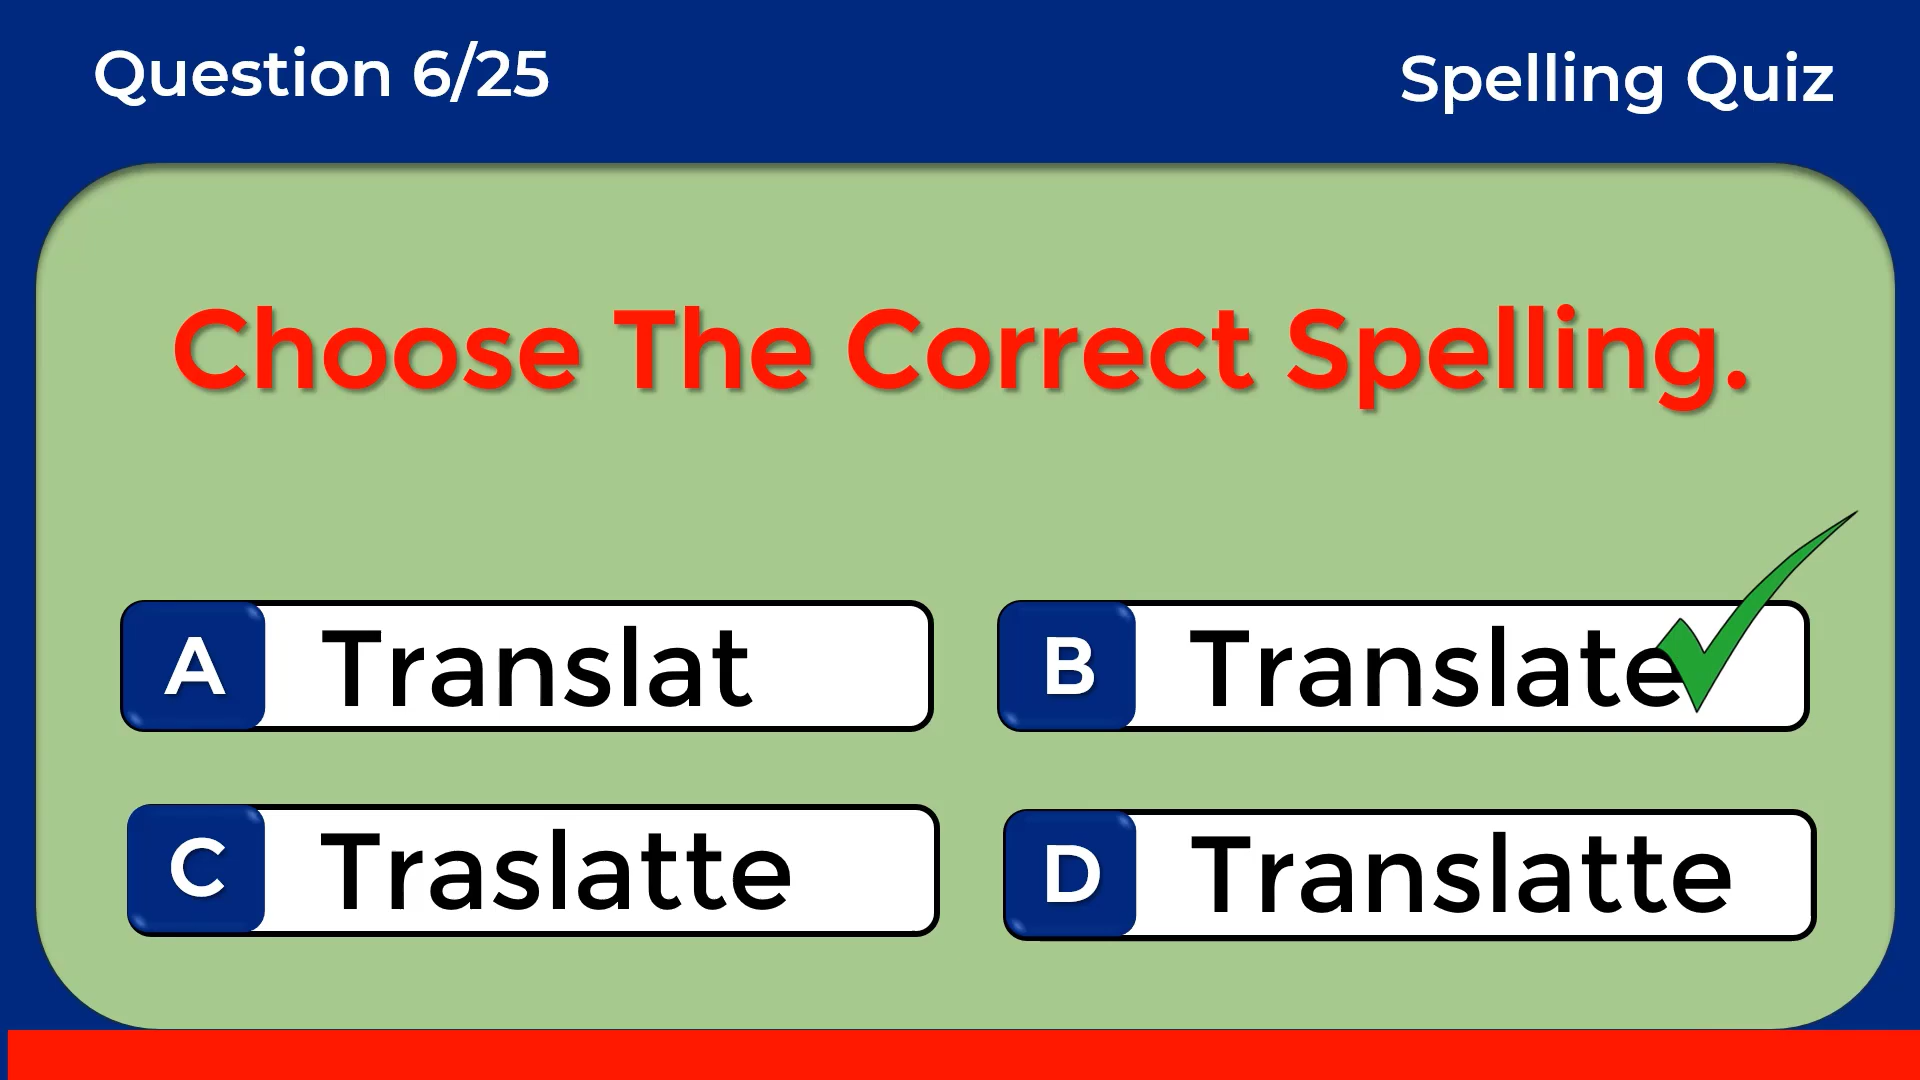 Question 6/25
Spelling Quiz
Choose The Correct Spelling.
A Translat
B Translate
C Traslatte
D Translatte